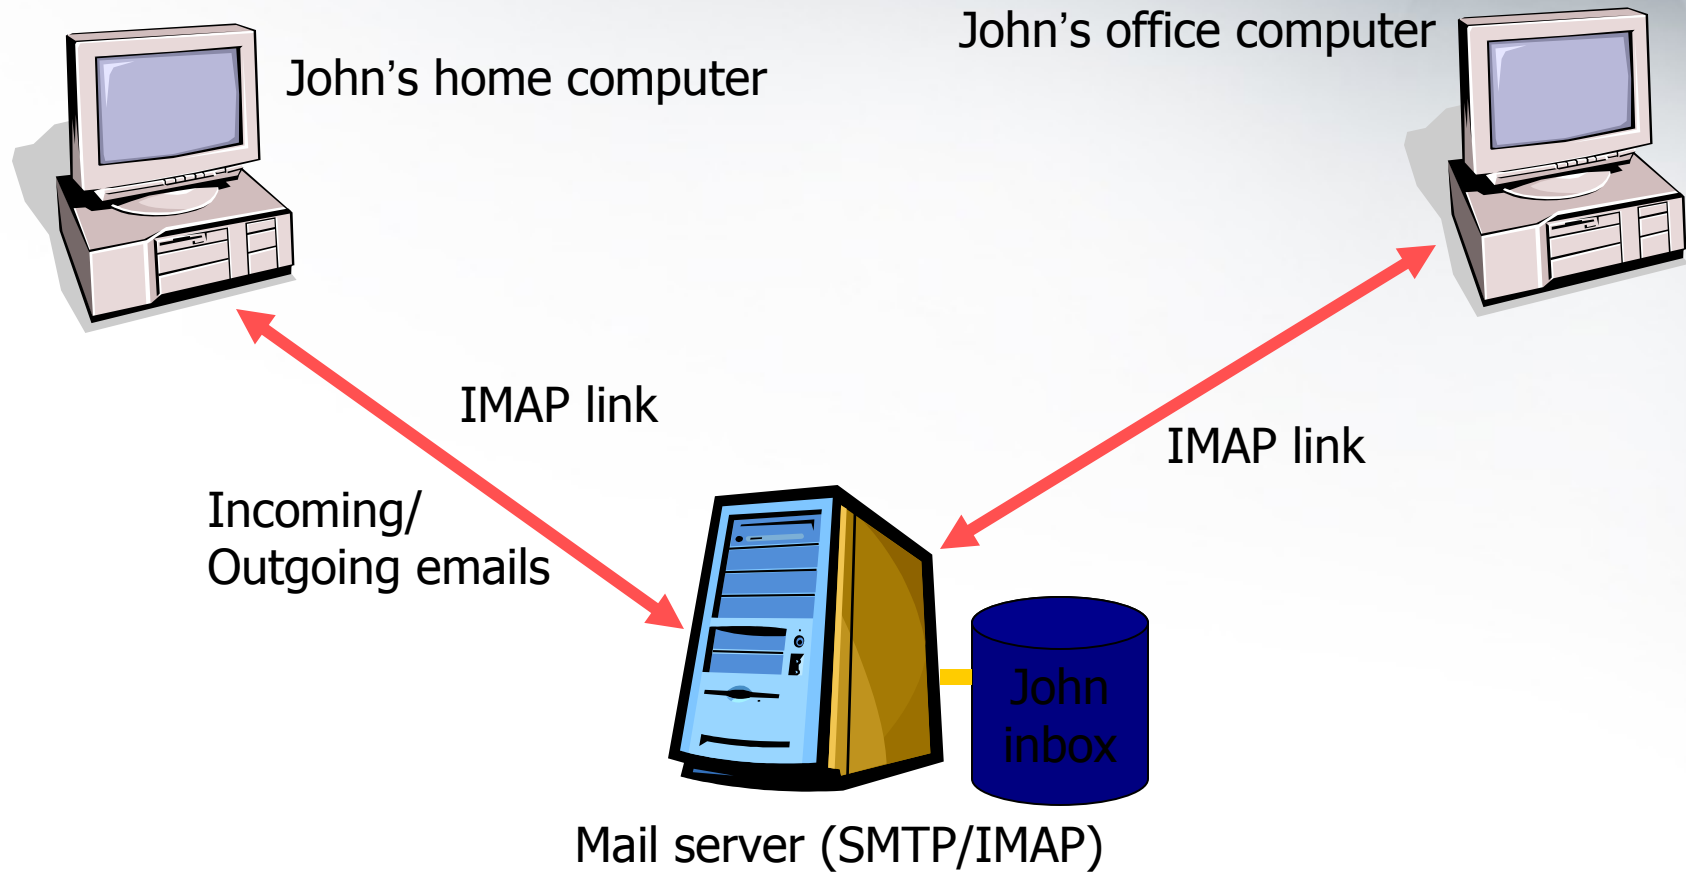 John’s office computer
John’s home computer
IMAP link
IMAP link
Incoming/
Outgoing emails
John
inbox
Mail server (SMTP/IMAP)